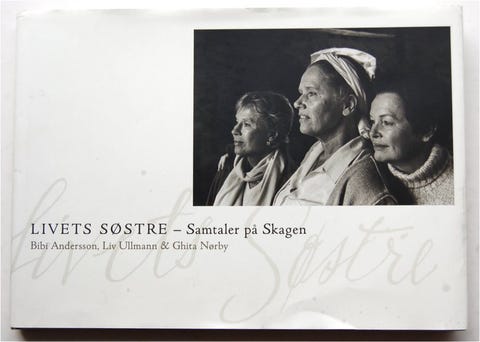 LIVETS SØSTRE – Samtaler på Skagen
Bibi Andersson, Liv Ullmann & Ghita Nørby
Livets Søstre.